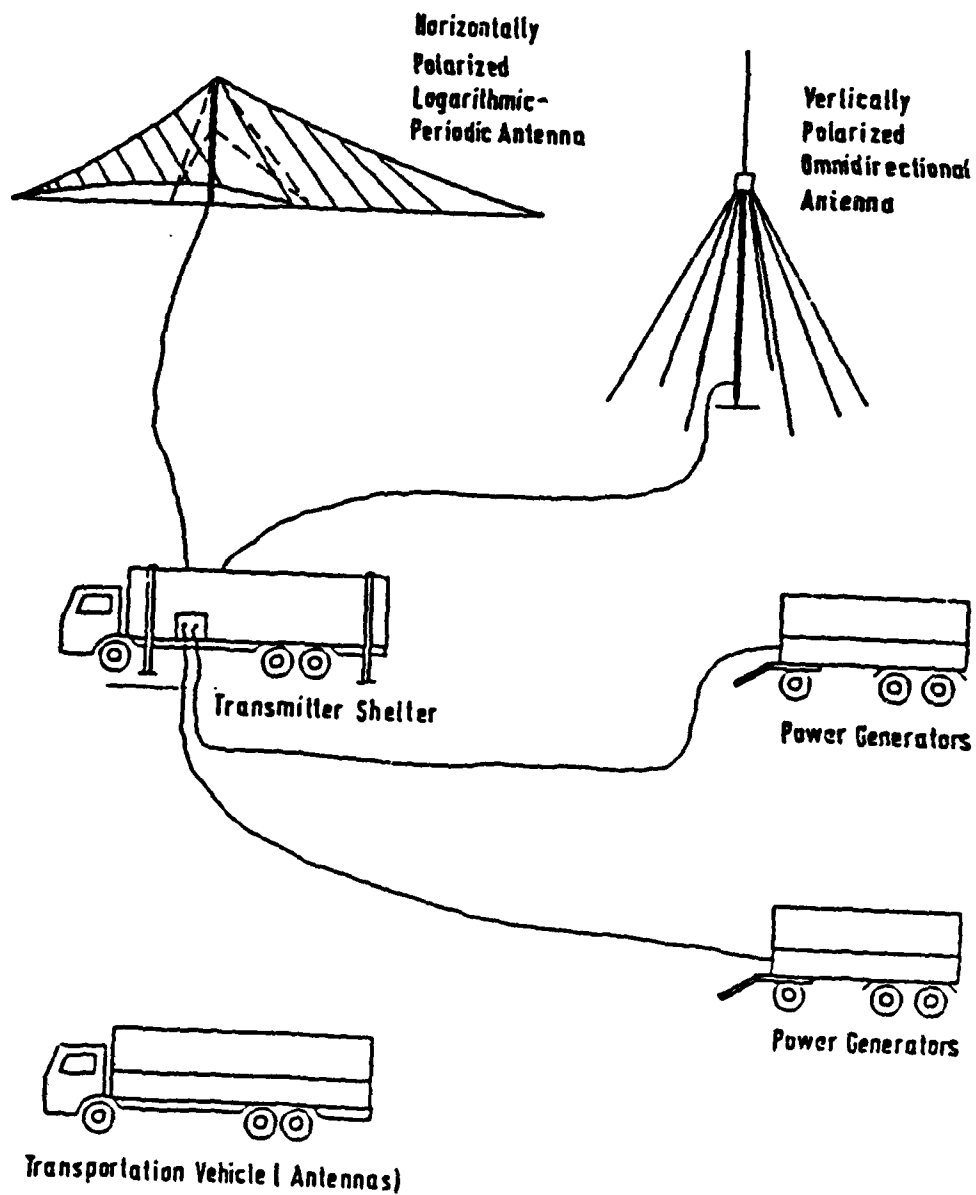 Horizontally
Polarized
Logarithmic-
Periodic Antenna
Vertically
Polarized
Omnidirectional
Antenna
Transmitter Shelter
Power Generators
Power Generators
Transportation Vehicle ( Antennas)